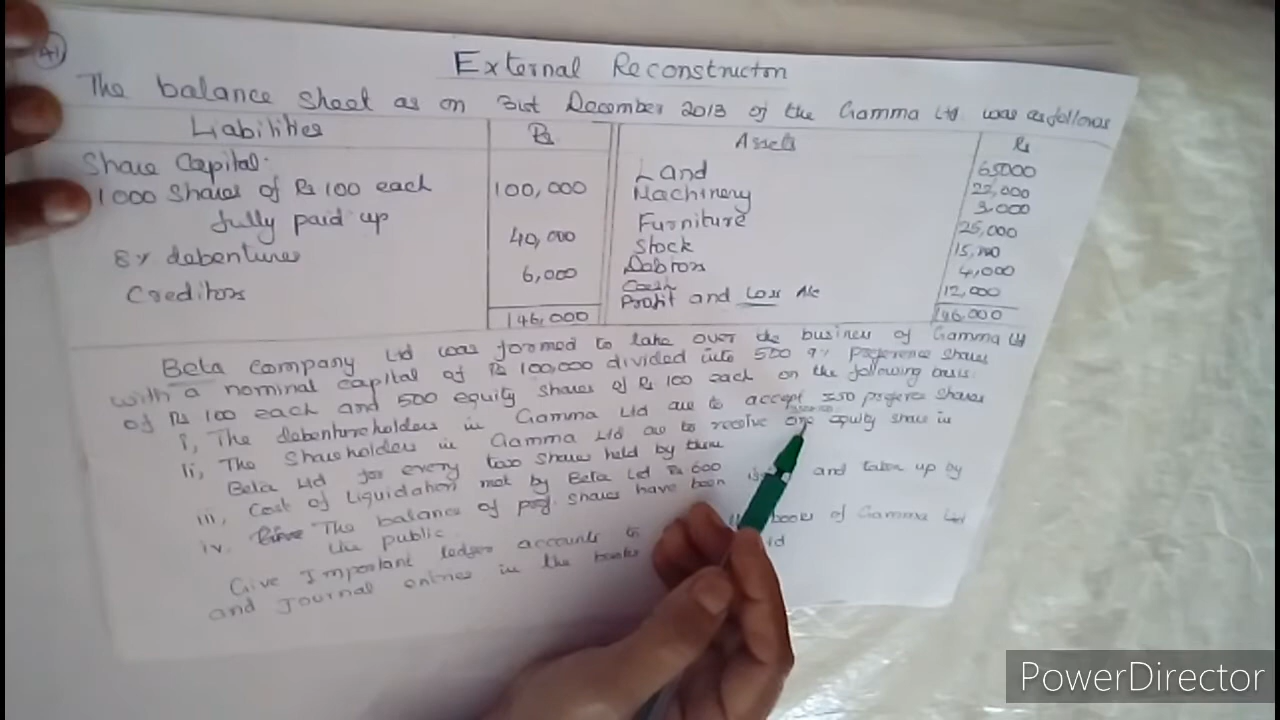 41
External Reconstructon
The balance sheet as on 31st December 2013 of the Gamma Ltd was as follows
Liabilities Rs Assets Rs
Share Capital: Land 65000
1000 Shares of Rs 100 each 100,000 Machinery 22,000
fully paid up Furniture 3,000
8% debentures 40,000 Stock 25,000
Creditors 6,000 Debtors 15,000
Cash 4,000
Profit and Loss A/c 12,000
146,000 146,000
Beta Company Ltd was formed to take over the business of Gamma Ltd
with a nominal capital of Rs 100,000 divided into 500 9% preference shares
of Rs 100 each and 500 equity shares of Rs 100 each on the following basis.
i, The debentureholders in Gamma Ltd are to accept 350 preference shares
ii, The Shareholders in Gamma Ltd are to receive one equity share in
Beta Ltd for every two share held by them
iii, Cost of Liquidation met by Beta Ltd Rs 600
iv. The balance of pref. shares have been and taken up by
the public.
Give Important ledger accounts books of Gamma Ltd
and Journal entries in the books
PowerDirector